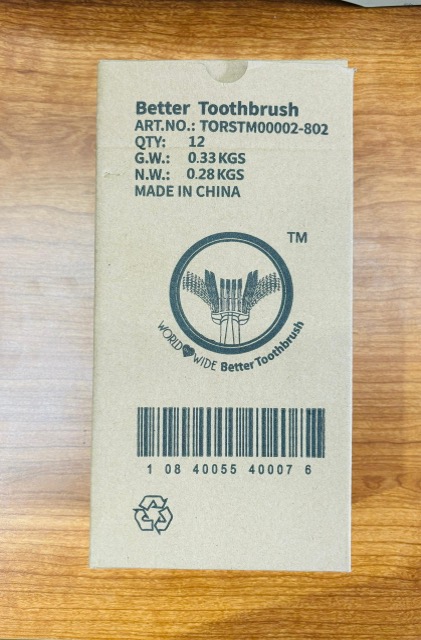 Better Toothbrush
ART.NO.: TORSTM00002-802
QTY: 12
G.W.: 0.33 KGS
N.W.: 0.28 KGS
MADE IN CHINA
TM
WORLD WIDE Better Toothbrush
1 08 40055 40007 6